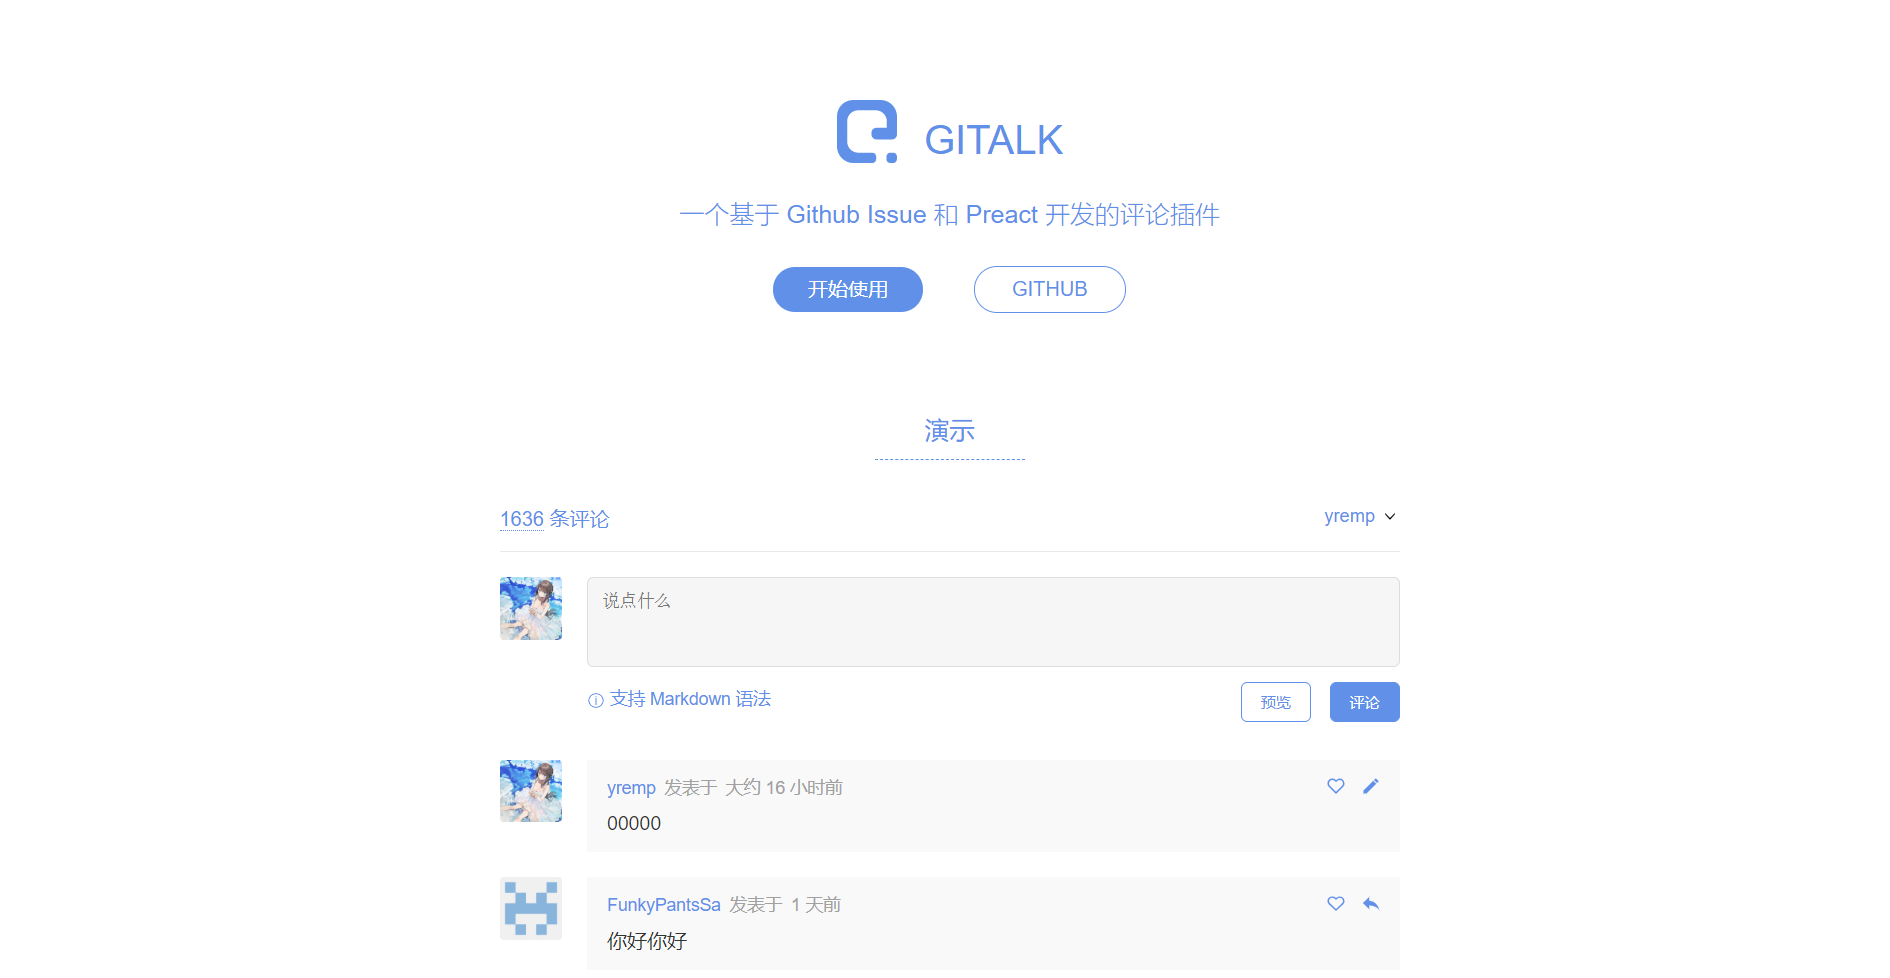 GITALK
一个基于 Github Issue 和 Preact 开发的评论插件
开始使用 GITHUB
演示
1636 条评论 yremp
说点什么
支持 Markdown 语法 预览 评论
yremp 发表于 大约 16 小时前
00000
FunkyPantsSa 发表于 1 天前
你好你好